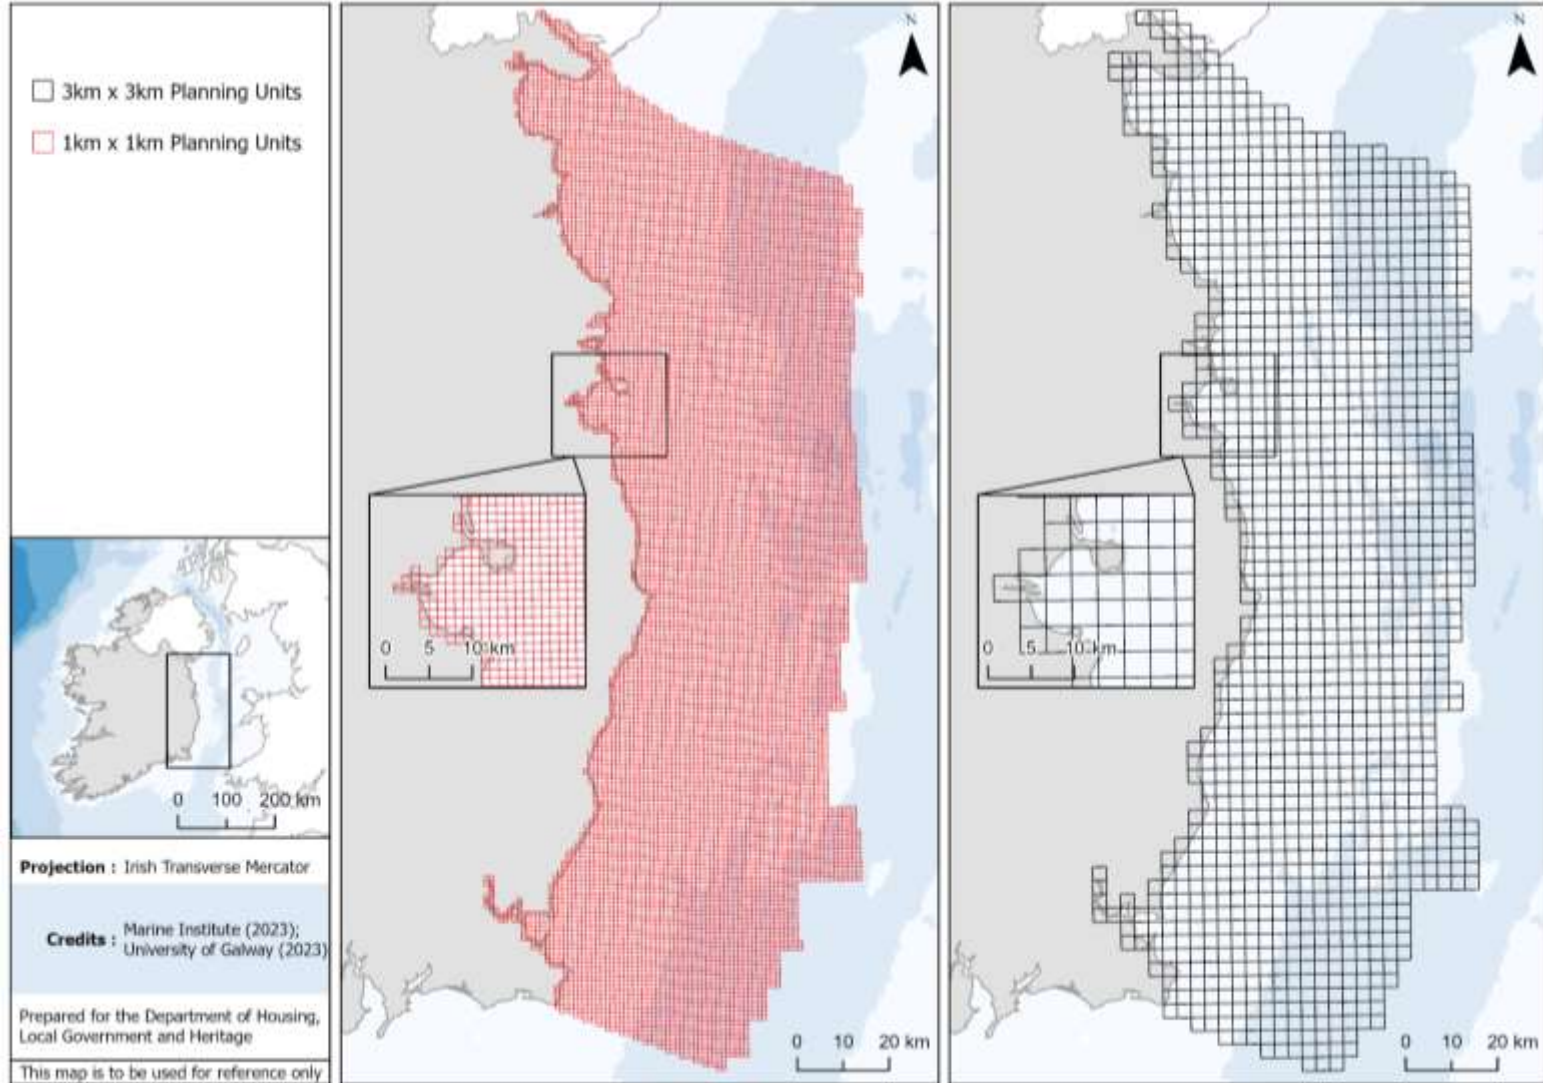 3km x 3km Planning Units
1km x 1km Planning Units
0 100 200 km
Projection : Irish Transverse Mercator
Credits : Marine Institute (2023);
University of Galway (2023)
Prepared for the Department of Housing,
Local Government and Heritage
This map is to be used for reference only
N
0 5 10 km
0 10 20 km
N
0 5 10 km
0 10 20 km